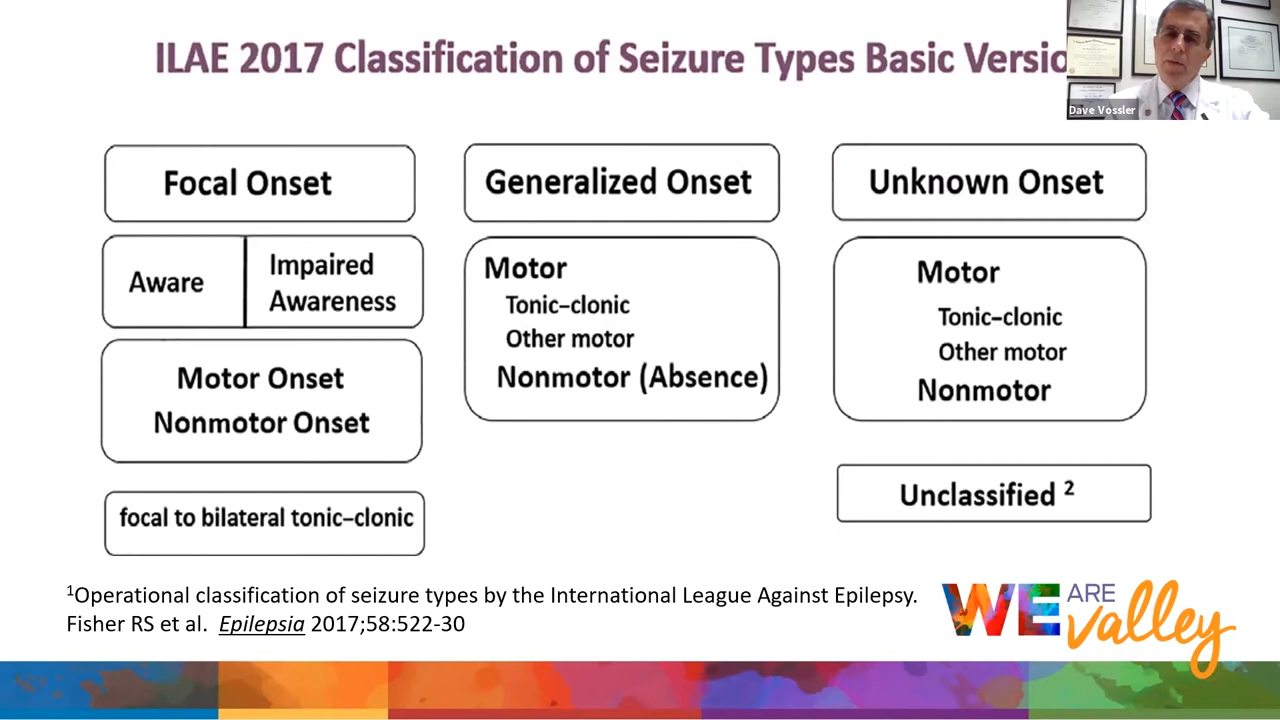 ILAE 2017 Classification of Seizure Types Basic Versio
Dave Vossler
Focal Onset
Aware
Impaired
Awareness
Motor Onset
Nonmotor Onset
focal to bilateral tonic–clonic
Generalized Onset
Motor
Tonic–clonic
Other motor
Nonmotor (Absence)
Unknown Onset
Motor
Tonic–clonic
Other motor
Nonmotor
Unclassified ²
¹Operational classification of seizure types by the International League Against Epilepsy.
Fisher RS et al. Epilepsia 2017;58:522-30
WE ARE
valley